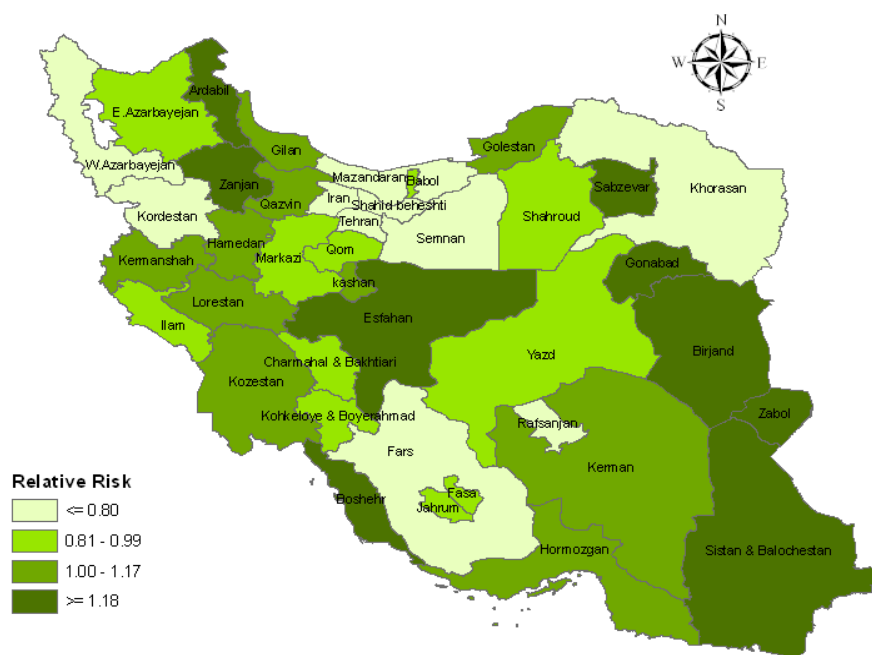 N
W
E
S
Ardabil
E.Azarbayejan
Gilan
Golestan
W.Azarbayejan
Mazandaran
Babol
Zanjan
Sabzevar
Khorasan
Qazvin
Iran
Shahid beheshti
Kordestan
Tehran
Shahroud
Hamedan
Semnan
Qom
Markazi
Kermanshah
Gonabad
kashan
Lorestan
Esfahan
Ilam
Birjand
Yazd
Charmahal & Bakhtiari
Kozestan
Zabol
Kohkeloye & Boyerahmad
Rafsanjan
Fars
Kerman
Relative Risk
<= 0.80
0.81 - 0.99
1.00 - 1.17
>= 1.18
Boshehr
Fasa
Jahrum
Hormozgan
Sistan & Balochestan